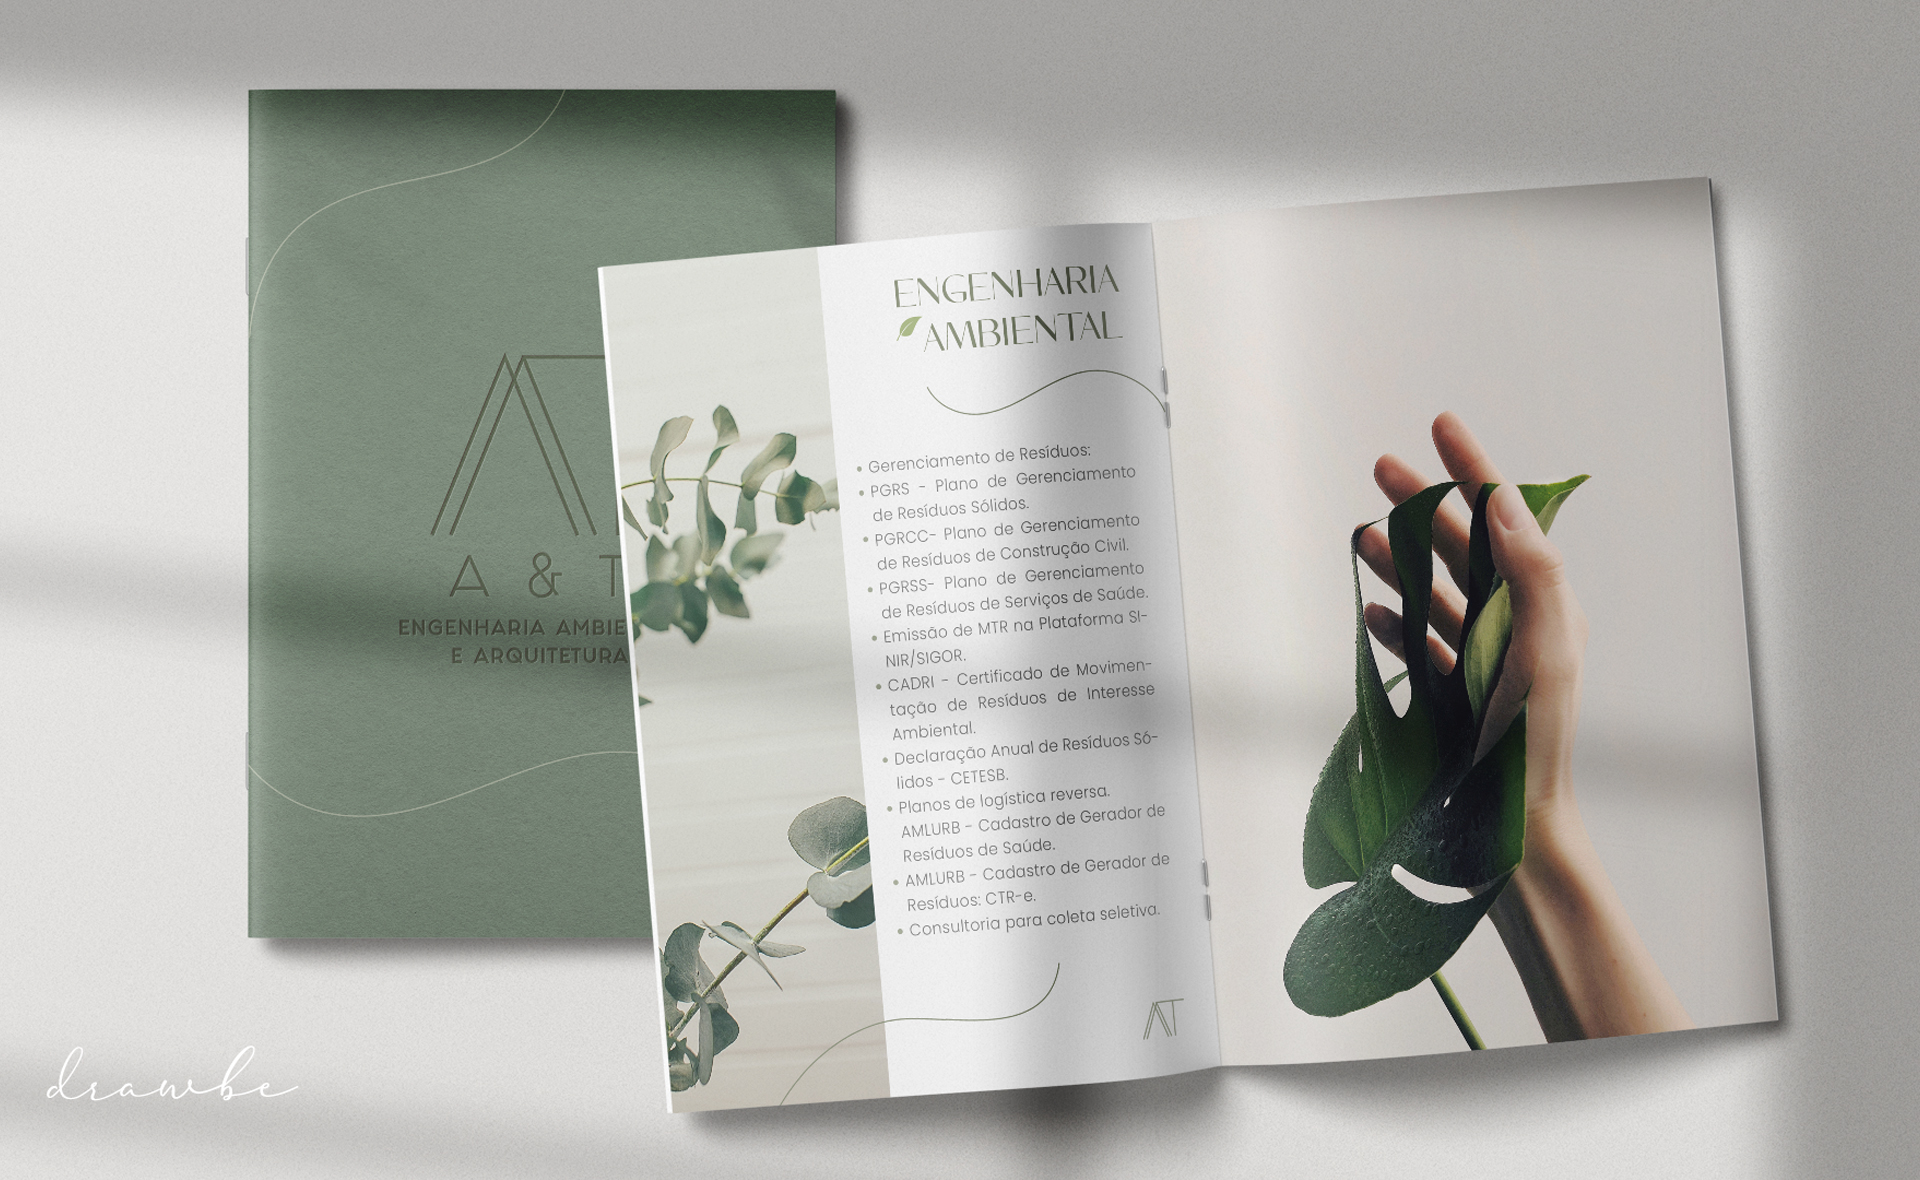 A & T
ENGENHARIA
E ARQUITETURA
ENGENHARIA
AMBIENTAL
• Gerenciamento de Resíduos:
• PGRS - Plano de Gerenciamento
de Resíduos Sólidos.
• PGRCC- Plano de Gerenciamento
de Resíduos de Construção Civil.
• PGRSS- Plano de Gerenciamento
de Resíduos de Serviços de Saúde.
• Emissão de MTR na Plataforma SI-
NIR/SIGOR.
• CADRI - Certificado de Movimen-
tação de Resíduos de Interesse
Ambiental.
• Declaração Anual de Resíduos Só-
lidos - CETESB.
• Planos de logística reversa.
AMLURB - Cadastro de Gerador de
Resíduos de Saúde.
• AMLURB - Cadastro de Gerador de
Resíduos: CTR-e.
• Consultoria para coleta seletiva.
AT
drawbe